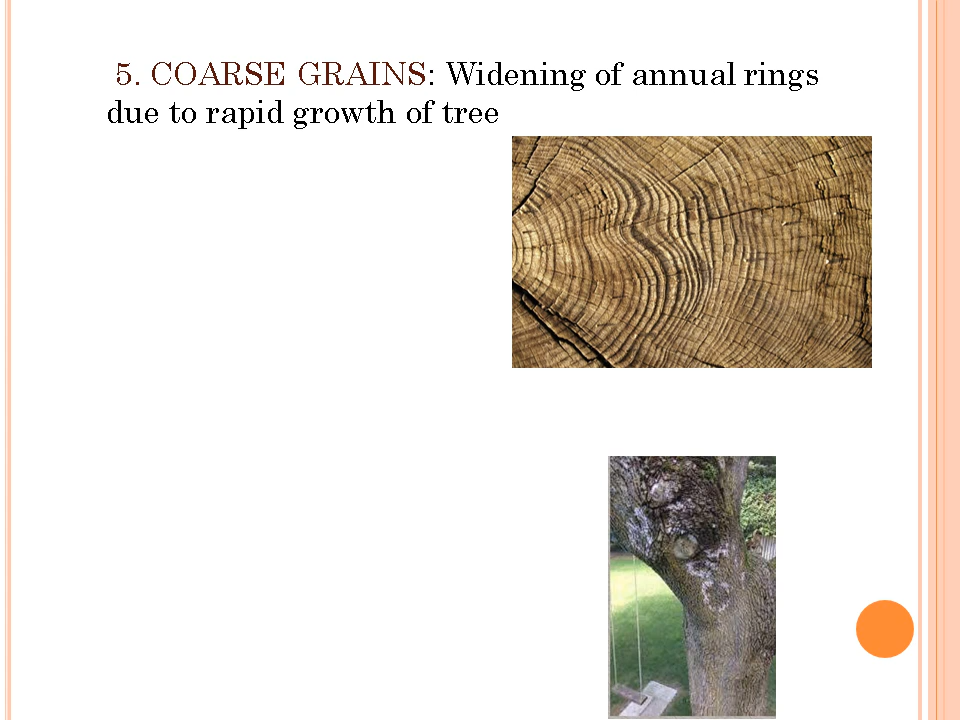 5. COARSE GRAINS: Widening of annual rings
due to rapid growth of tree